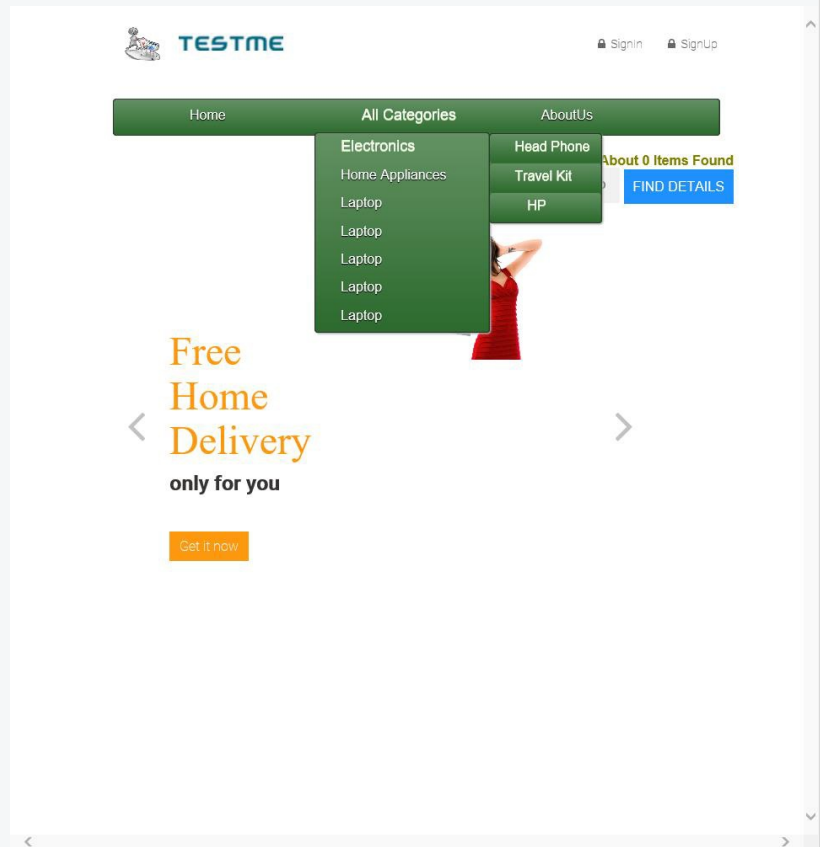 TESTME
SignIn SignUp
Home All Categories AboutUs
Electronics
Home Appliances
Laptop
Laptop
Laptop
Laptop
Laptop
Head Phone
Travel Kit
HP
About 0 Items Found
FIND DETAILS
Free
Home
Delivery
only for you
Get it now